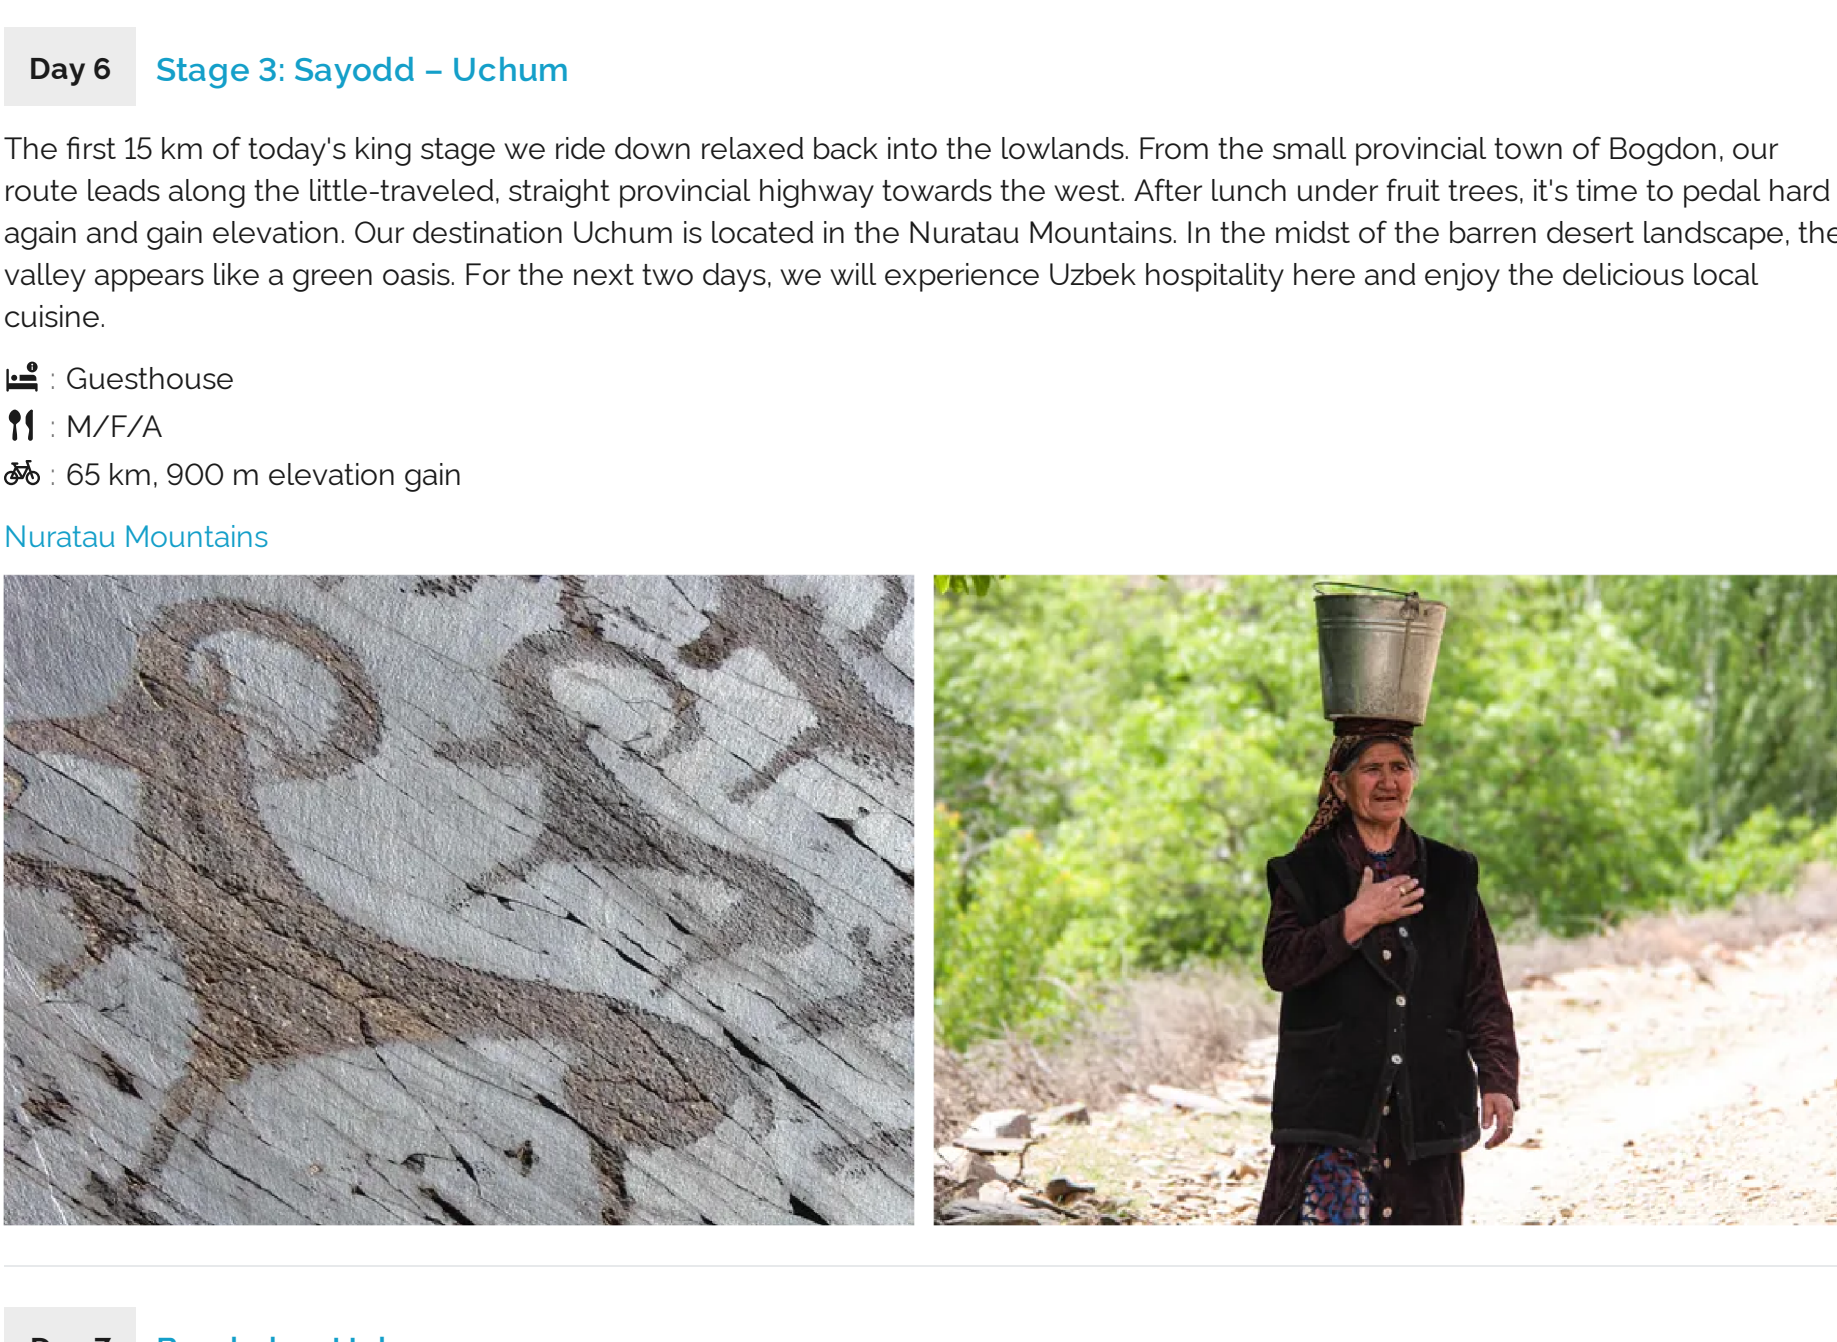 Day 6
Stage 3: Sayodd – Uchum
The first 15 km of today's king stage we ride down relaxed back into the lowlands. From the small provincial town of Bogdon, our
route leads along the little-traveled, straight provincial highway towards the west. After lunch under fruit trees, it's time to pedal hard
again and gain elevation. Our destination Uchum is located in the Nuratau Mountains. In the midst of the barren desert landscape, the
valley appears like a green oasis. For the next two days, we will experience Uzbek hospitality here and enjoy the delicious local
cuisine.
: Guesthouse
: M/F/A
: 65 km, 900 m elevation gain
Nuratau Mountains
Day 7